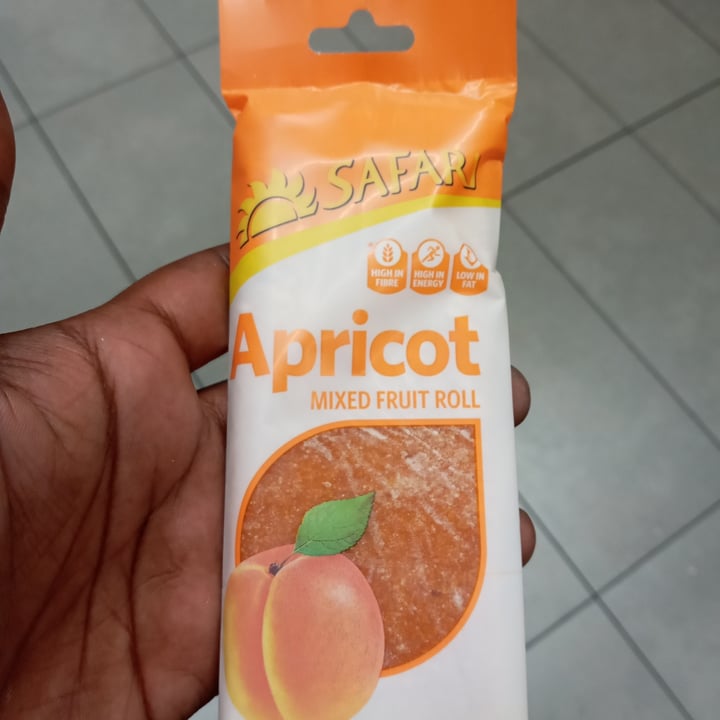 SAFARI
HIGH IN
FIBRE
HIGH IN
ENERGY
LOW IN
FAT
Apricot
MIXED FRUIT ROLL